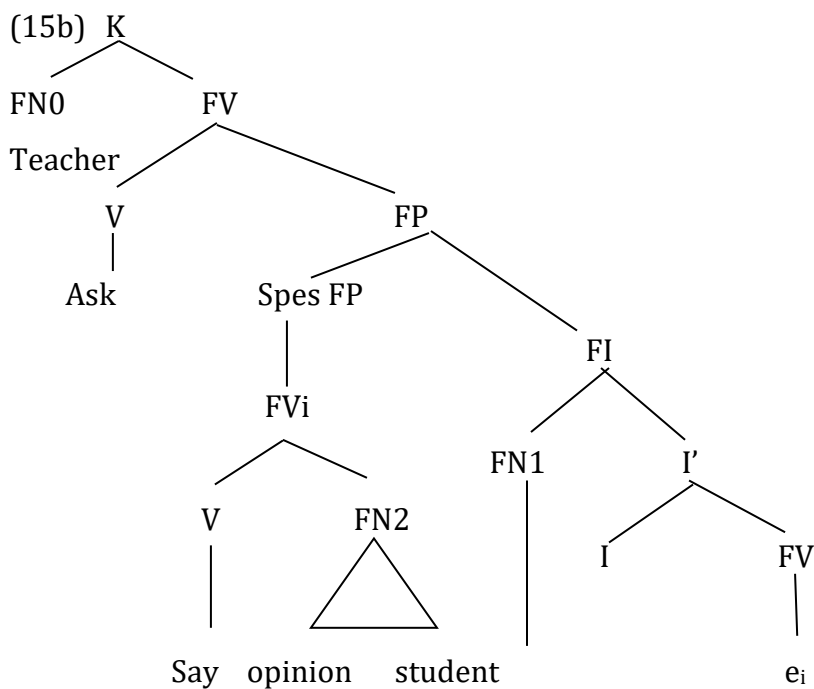 (15b) K
FN0 FV
Teacher
V FP
Ask Spes FP
FI
FVi
FN1 I’
V FN2
I FV
Say opinion student ei